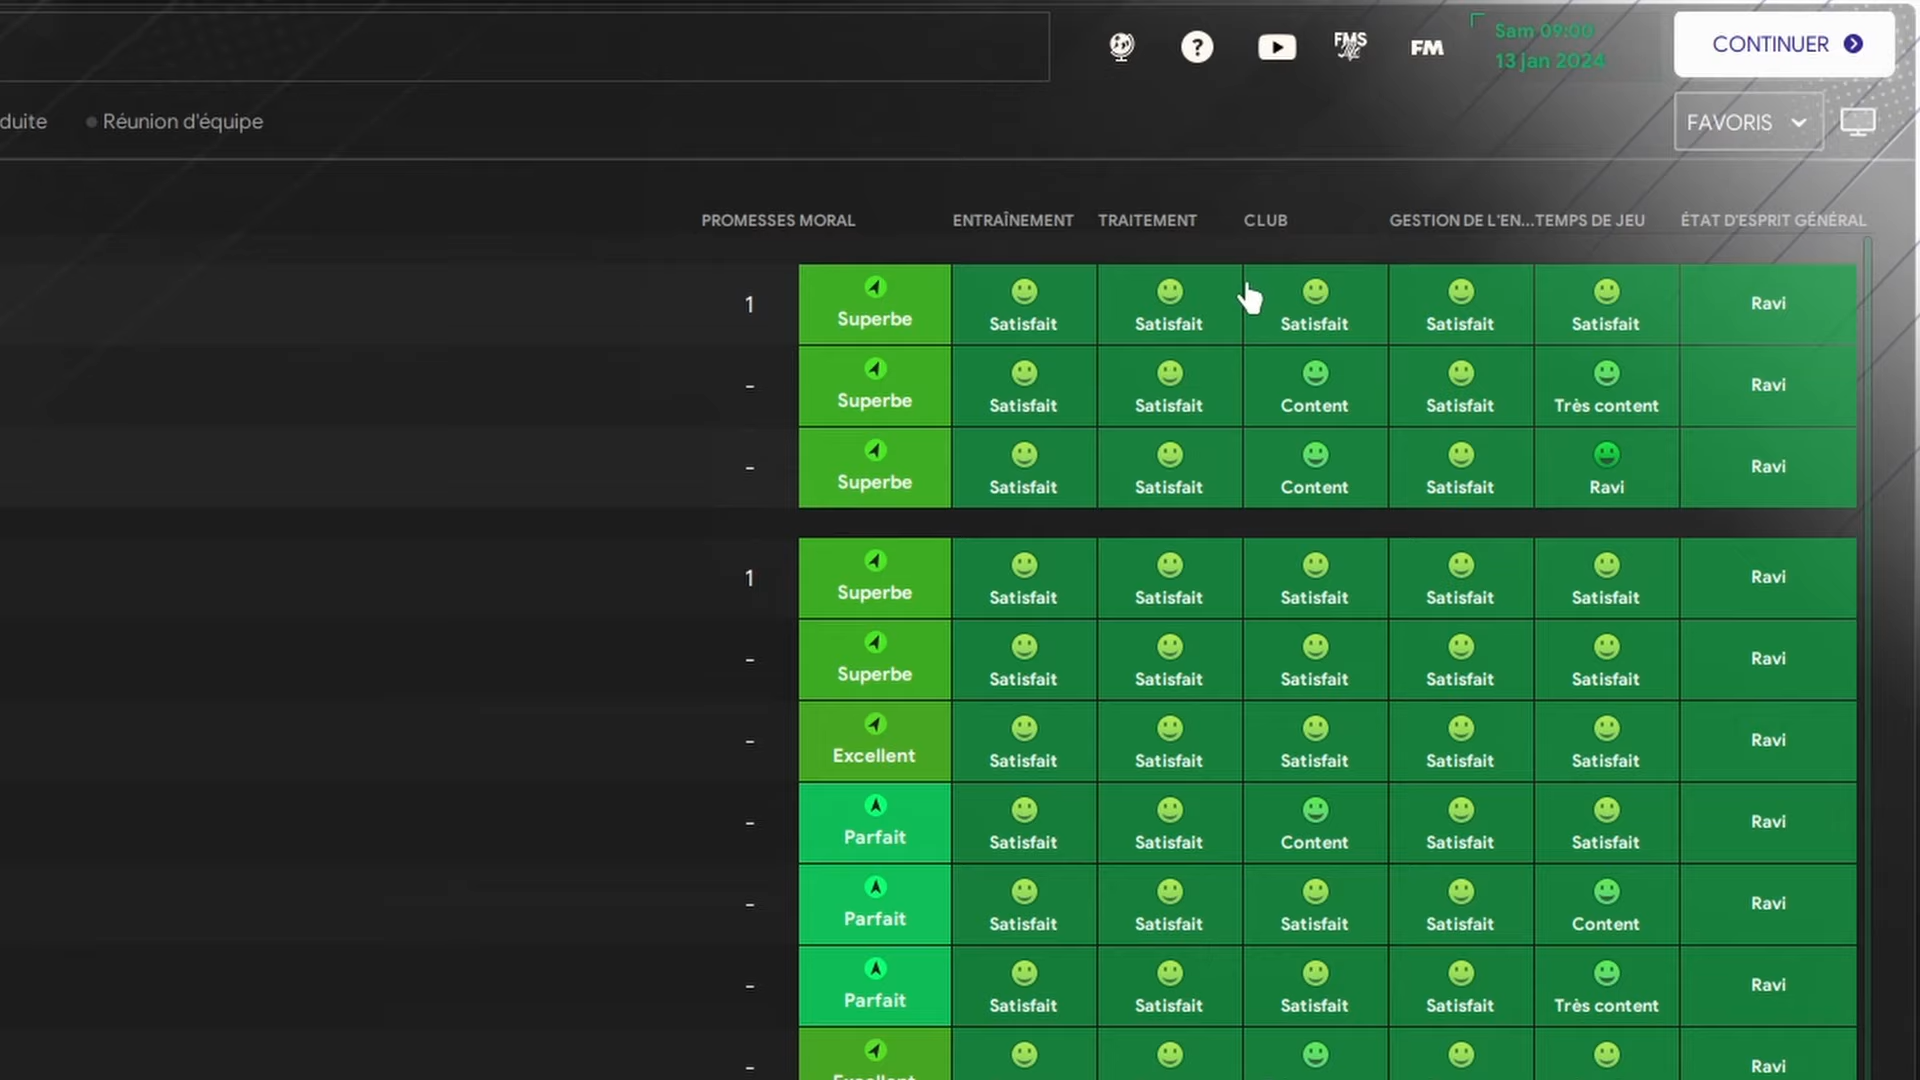 FMS FM Sam 09:00 CONTINUER
13 jan 2024
duite Réunion d'équipe FAVORIS
PROMESSES MORAL ENTRAÎNEMENT TRAITEMENT CLUB GESTION DE L'EN... TEMPS DE JEU ÉTAT D'ESPRIT GÉNÉRAL
1 Superbe Satisfait Satisfait Satisfait Satisfait Satisfait Ravi
- Superbe Satisfait Satisfait Content Satisfait Très content Ravi
- Superbe Satisfait Satisfait Content Satisfait Ravi Ravi
1 Superbe Satisfait Satisfait Satisfait Satisfait Satisfait Ravi
- Superbe Satisfait Satisfait Satisfait Satisfait Satisfait Ravi
- Excellent Satisfait Satisfait Satisfait Satisfait Satisfait Ravi
- Parfait Satisfait Satisfait Content Satisfait Satisfait Ravi
- Parfait Satisfait Satisfait Satisfait Satisfait Content Ravi
- Parfait Satisfait Satisfait Satisfait Satisfait Très content Ravi
- Excellent Ravi